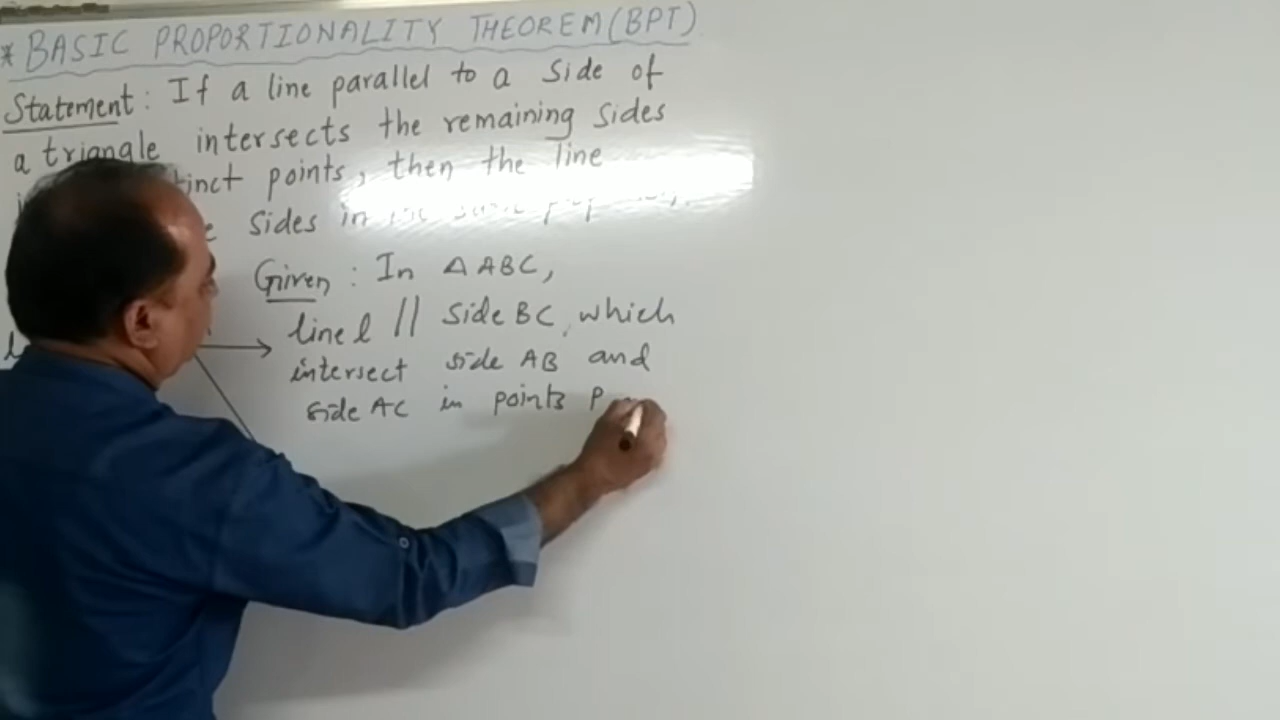 * BASIC PROPORTIONALITY THEOREM (BPT)
Statement : If a line parallel to a side of
a triangle intersects the remaining sides
points, then the line
sides in
Given : In △ ABC,
line l || side BC, which
intersect side AB and
side AC in points P
l